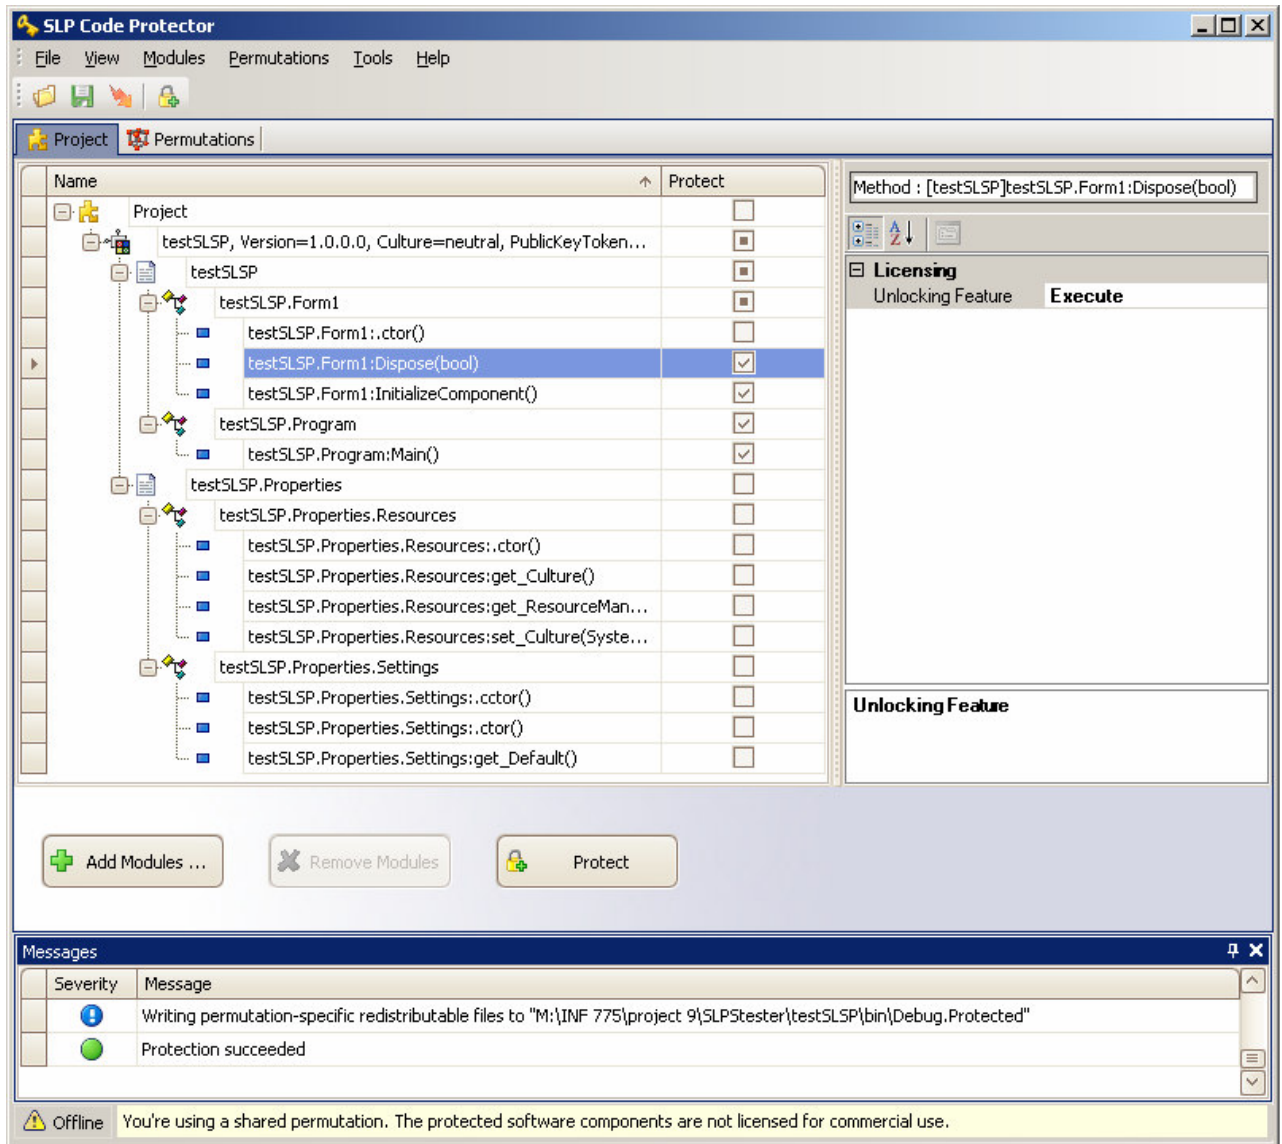 SLP Code Protector
File View Modules Permutations Tools Help
Project Permutations
Name Protect
Method : [testSLSP]testSLSP.Form1:Dispose(bool)
Project
testSLSP, Version=1.0.0.0, Culture=neutral, PublicKeyToken...
testSLSP
Licensing
testSLSP.Form1
Unlocking Feature Execute
testSLSP.Form1:.ctor()
testSLSP.Form1:Dispose(bool)
testSLSP.Form1:InitializeComponent()
testSLSP.Program
testSLSP.Program:Main()
testSLSP.Properties
testSLSP.Properties.Resources
testSLSP.Properties.Resources:.ctor()
testSLSP.Properties.Resources:get_Culture()
testSLSP.Properties.Resources:get_ResourceMan...
testSLSP.Properties.Resources:set_Culture(Syste...
testSLSP.Properties.Settings
testSLSP.Properties.Settings:.cctor()
testSLSP.Properties.Settings:.ctor()
testSLSP.Properties.Settings:get_Default()
Unlocking Feature
Add Modules ... Remove Modules Protect
Messages
Severity Message
Writing permutation-specific redistributable files to "M:\INF 775\project 9\SLPStester\testSLSP\bin\Debug.Protected"
Protection succeeded
Offline You're using a shared permutation. The protected software components are not licensed for commercial use.